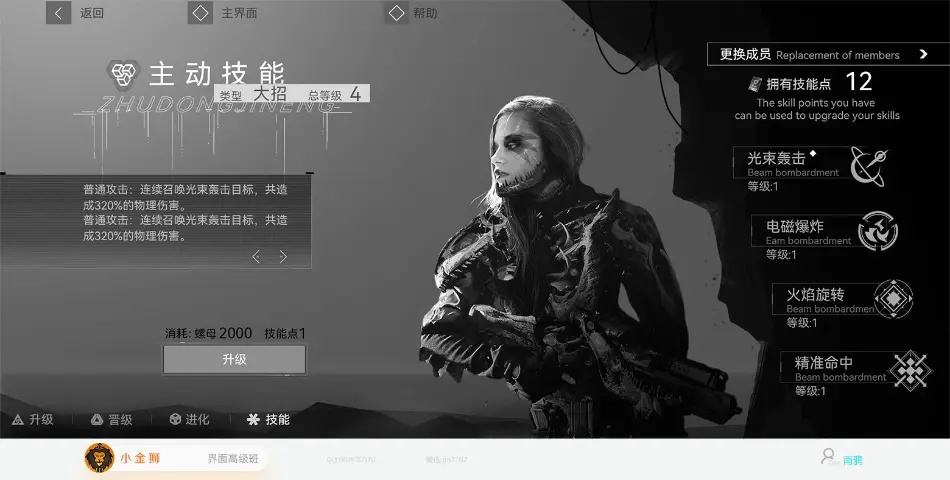 返回
主界面
帮助
主动技能
ZHUDONGJINENG
类型 大招 总等级 4
普通攻击：连续召唤光束轰击目标，共造
成320%的物理伤害。
普通攻击：连续召唤光束轰击目标，共造
成320%的物理伤害。
消耗: 螺母 2000 技能点1
升级
升级
晋级
进化
技能
更换成员 Replacement of members
拥有技能点 12
The skill points you have
can be used to upgrade your skills
光束轰击
Beam bombardment
等级:1
电磁爆炸
Eam bombardment
等级:1
火焰旋转
Beam bombardmen
等级:1
精准命中
Beam bombardment
等级:1
小金狮
界面高级班
南鸦